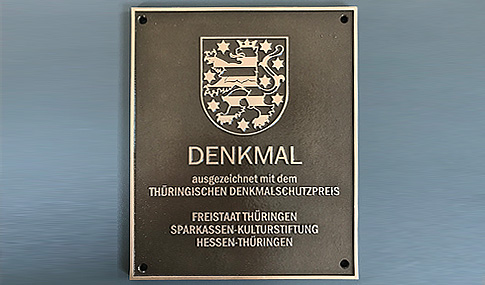 DENKMAL
ausgezeichnet mit dem
THÜRINGISCHEN DENKMALSCHUTZPREIS
FREISTAAT THÜRINGEN
SPARKASSEN-KULTURSTIFTUNG
HESSEN-THÜRINGEN